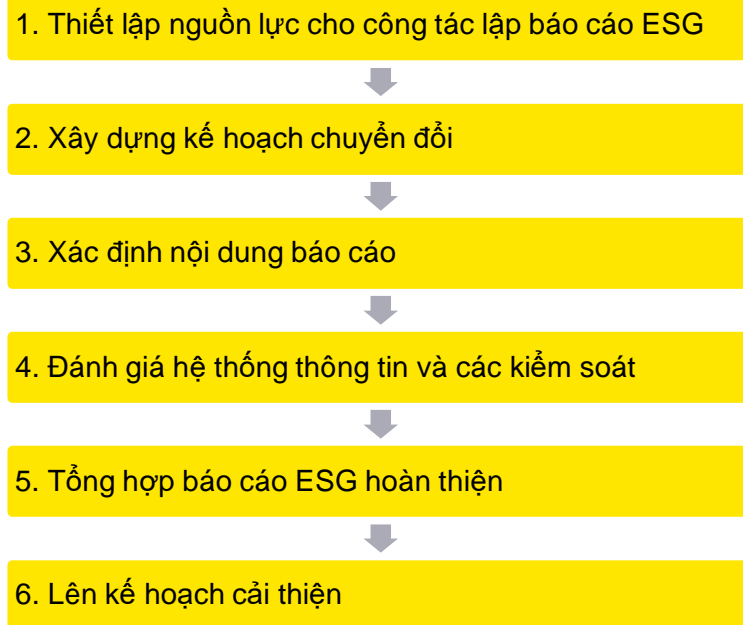 1. Thiết lập nguồn lực cho công tác lập báo cáo ESG
2. Xây dựng kế hoạch chuyển đổi
3. Xác định nội dung báo cáo
4. Đánh giá hệ thống thông tin và các kiểm soát
5. Tổng hợp báo cáo ESG hoàn thiện
6. Lên kế hoạch cải thiện